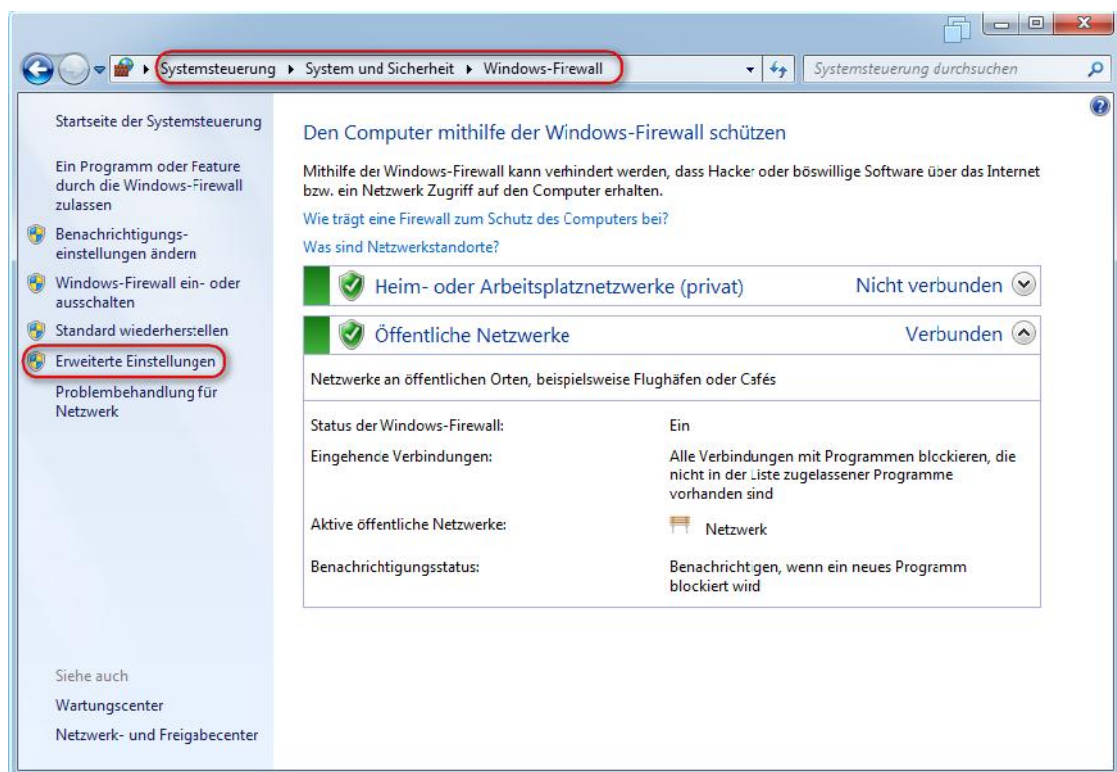 Systemsteuerung ▸ System und Sicherheit ▸ Windows-Firewall
Systemsteuerung durchsuchen
Startseite der Systemsteuerung
Ein Programm oder Feature
durch die Windows-Firewall
zulassen
Benachrichtigungs-
einstellungen ändern
Windows-Firewall ein- oder
ausschalten
Standard wiederherstellen
Erweiterte Einstellungen
Problembehandlung für
Netzwerk
Siehe auch
Wartungscenter
Netzwerk- und Freigabecenter
Den Computer mithilfe der Windows-Firewall schützen
Mithilfe der Windows-Firewall kann verhindert werden, dass Hacker oder böswillige Software über das Internet
bzw. ein Netzwerk Zugriff auf den Computer erhalten.
Wie trägt eine Firewall zum Schutz des Computers bei?
Was sind Netzwerkstandorte?
Heim- oder Arbeitsplatznetzwerke (privat) Nicht verbunden
Öffentliche Netzwerke Verbunden
Netzwerke an öffentlichen Orten, beispielsweise Flughäfen oder Cafés
Status der Windows-Firewall: Ein
Eingehende Verbindungen: Alle Verbindungen mit Programmen blockieren, die
nicht in der Liste zugelassener Programme
vorhanden sind
Aktive öffentliche Netzwerke: Netzwerk
Benachrichtigungsstatus: Benachrichtigen, wenn ein neues Programm
blockiert wird